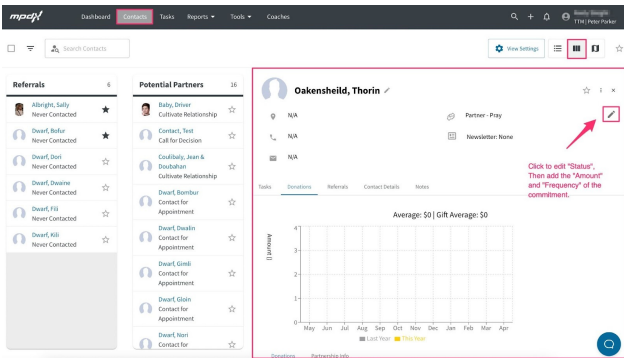 mpdx
Dashboard Contacts Tasks Reports Tools Coaches
TTM | Peter Parker
Search Contacts
View Settings
Referrals 6
Albright, Sally
Never Contacted
Dwarf, Bofur
Never Contacted
Dwarf, Dori
Never Contacted
Dwarf, Dwaine
Never Contacted
Dwarf, Fili
Never Contacted
Dwarf, Kili
Never Contacted
Potential Partners 16
Baby, Driver
Cultivate Relationship
Contact, Test
Call for Decision
Coulibaly, Jean &
Doubahan
Cultivate Relationship
Dwarf, Bombur
Contact for
Appointment
Dwarf, Dwalin
Contact for
Appointment
Dwarf, Gimli
Contact for
Appointment
Dwarf, Gloin
Contact for
Appointment
Dwarf, Nori
Contact for
Oakensheild, Thorin
N/A
Partner - Pray
N/A
Newsletter: None
N/A
Click to edit "Status",
Then add the "Amount"
and "Frequency" of the
commitment.
Tasks Donations Referrals Contact Details Notes
Average: $0 | Gift Average: $0
Amount []
4
3
2
1
0
May Jun Jul Aug Sep Oct Nov Dec Jan Feb Mar Apr
Last Year This Year
Donations Partnership Info